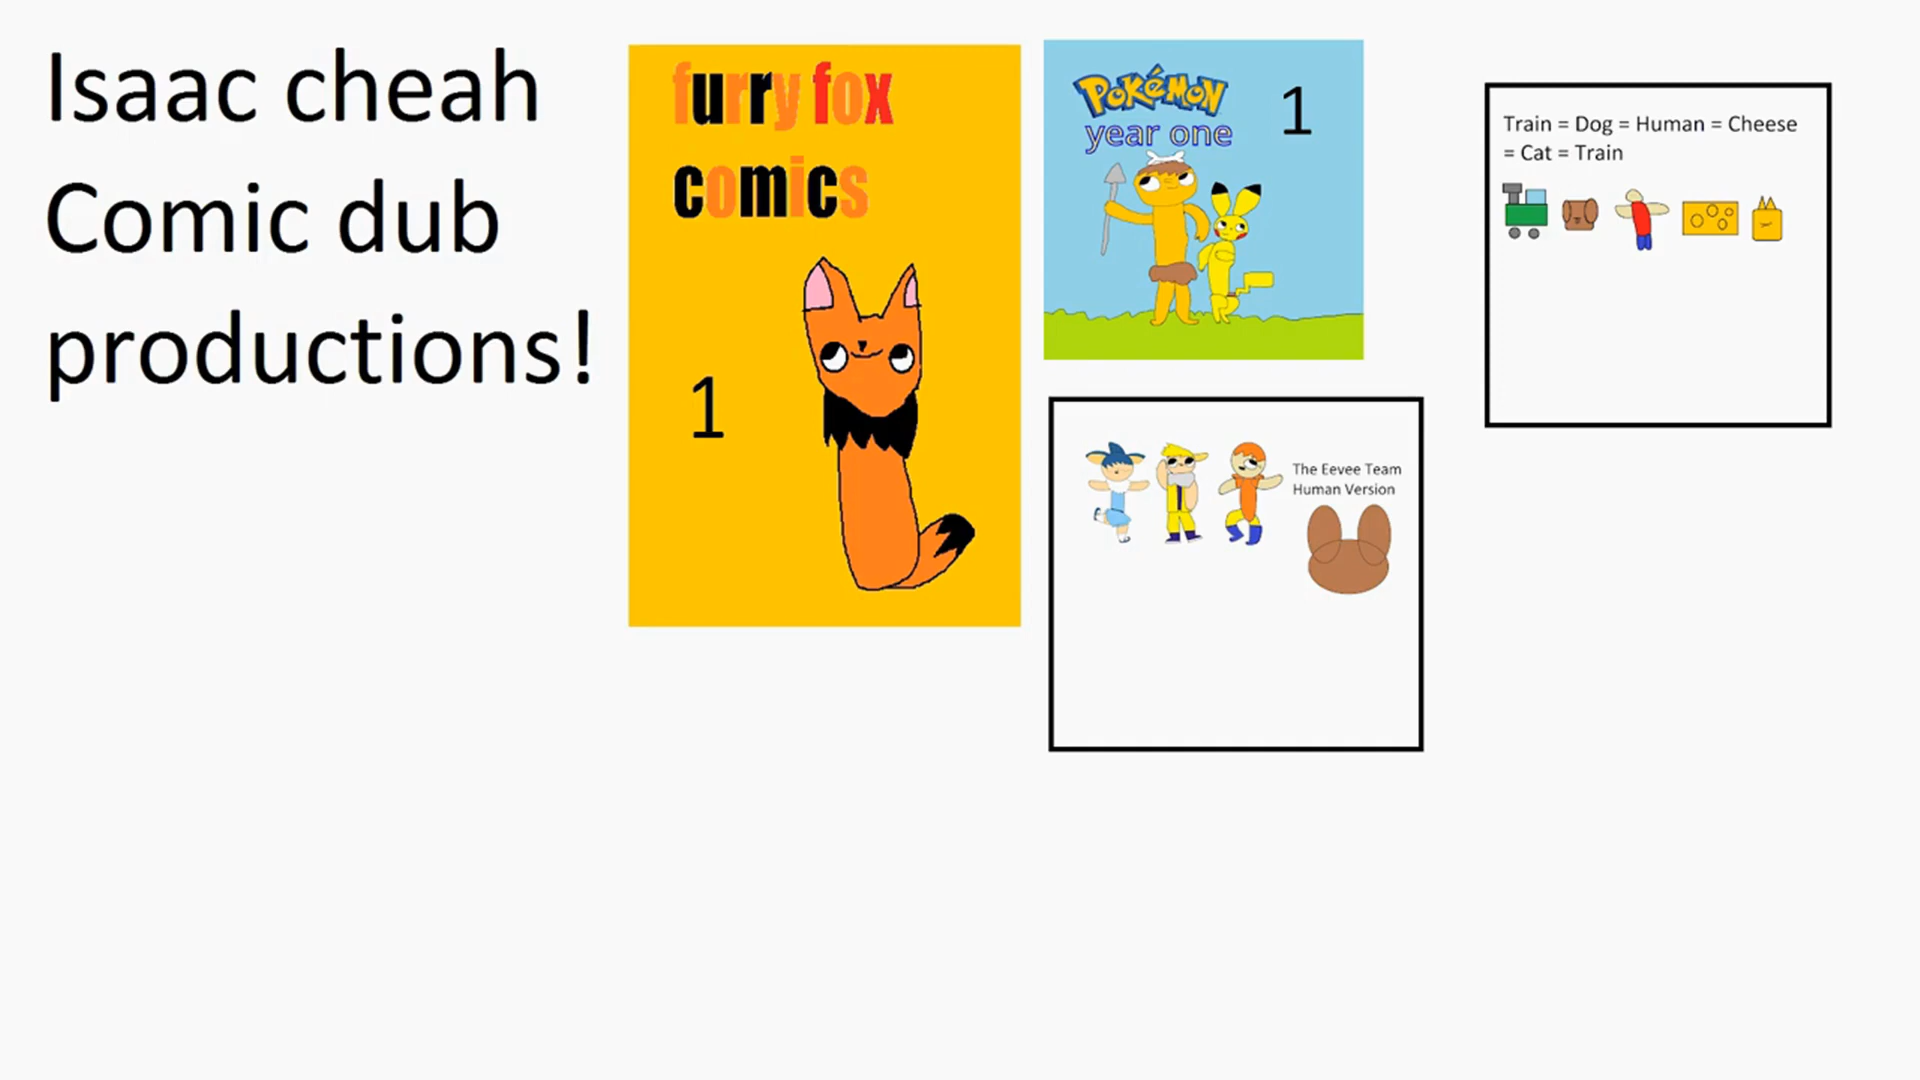 Isaac cheah
Comic dub
productions!
furry fox
comics
1
POKéMON
year one
1
Train = Dog = Human = Cheese
= Cat = Train
The Eevee Team
Human Version